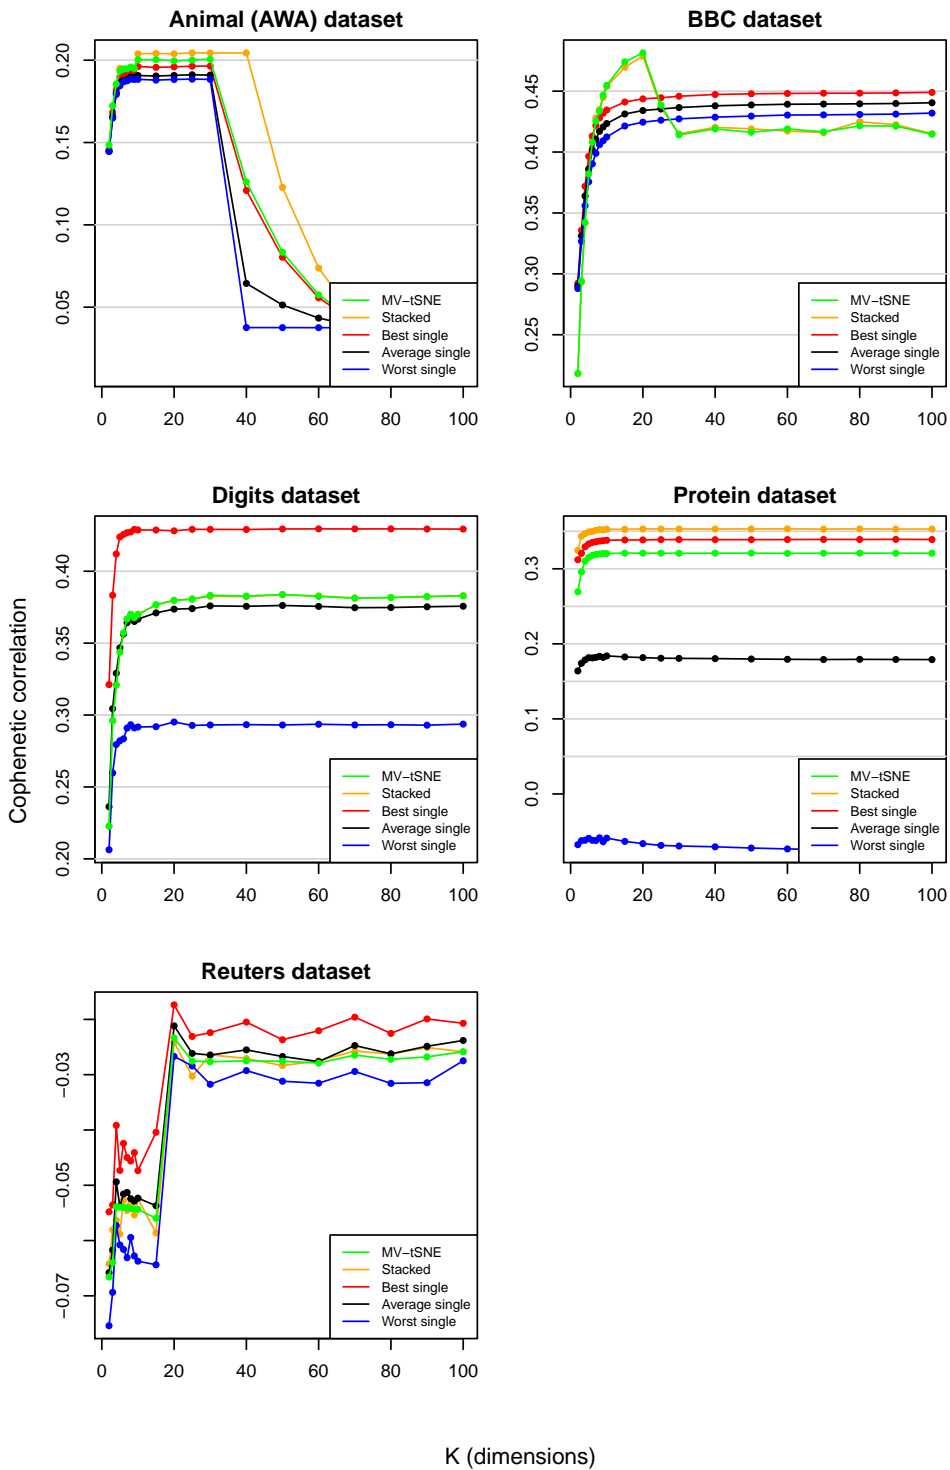 Animal (AWA) dataset
0.20
0.15
0.10
0.05
MV−tSNE
Stacked
Best single
Average single
Worst single
0 20 40 60 80 100
BBC dataset
0.45
0.40
0.35
0.30
0.25
MV−tSNE
Stacked
Best single
Average single
Worst single
0 20 40 60 80 100
Cophenetic correlation
Digits dataset
0.40
0.35
0.30
0.25
0.20
MV−tSNE
Stacked
Best single
Average single
Worst single
0 20 40 60 80 100
Protein dataset
0.3
0.2
0.1
0.0
MV−tSNE
Stacked
Best single
Average single
Worst single
0 20 40 60 80 100
Reuters dataset
−0.03
−0.05
−0.07
MV−tSNE
Stacked
Best single
Average single
Worst single
0 20 40 60 80 100
K (dimensions)